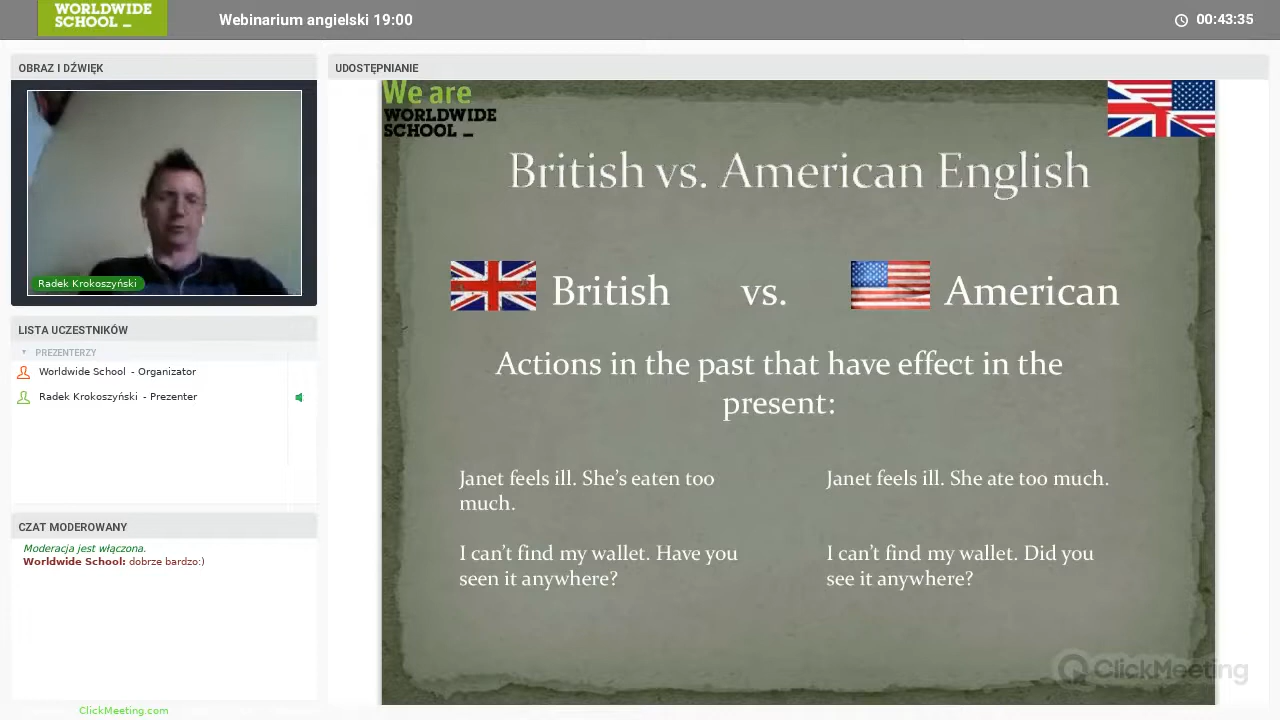 WORLDWIDE
SCHOOL _
Webinarium angielski 19:00
00:43:35
OBRAZ I DŹWIĘK
Radek Krokoszyński
LISTA UCZESTNIKÓW
PREZENTERZY
Worldwide School - Organizator
Radek Krokoszyński - Prezenter
CZAT MODEROWANY
Moderacja jest włączona.
Worldwide School: dobrze bardzo:)
ClickMeeting.com
UDOSTĘPNIANIE
We are
WORLDWIDE
SCHOOL _
British vs. American English
British vs. American
Actions in the past that have effect in the
present:
Janet feels ill. She's eaten too
much.
I can't find my wallet. Have you
seen it anywhere?
Janet feels ill. She ate too much.
I can't find my wallet. Did you
see it anywhere?
ClickMeeting